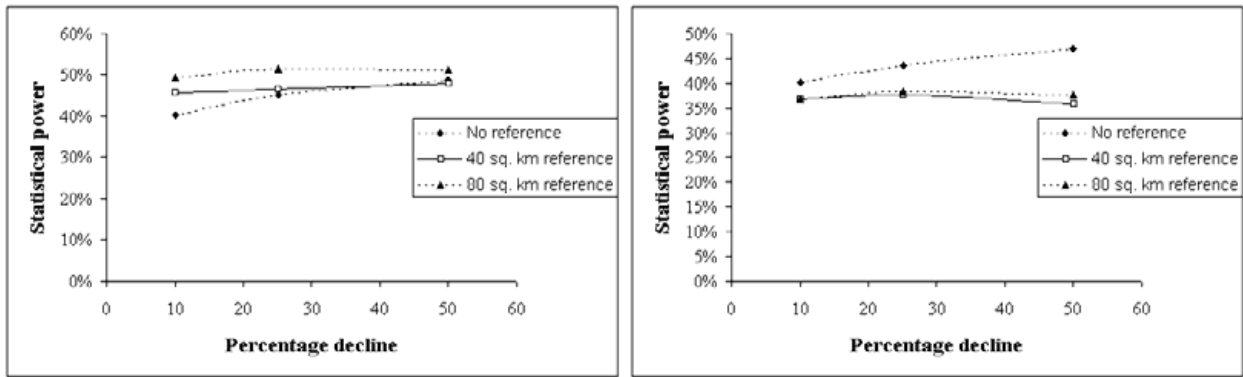 60%
50%
40%
30%
20%
10%
0%
Statistical power
0 10 20 30 40 50 60
Percentage decline
No reference
40 sq. km reference
80 sq. km reference
50%
45%
40%
35%
30%
25%
20%
15%
10%
5%
0%
Statistical power
0 10 20 30 40 50 60
Percentage decline
No reference
40 sq. km reference
80 sq. km reference